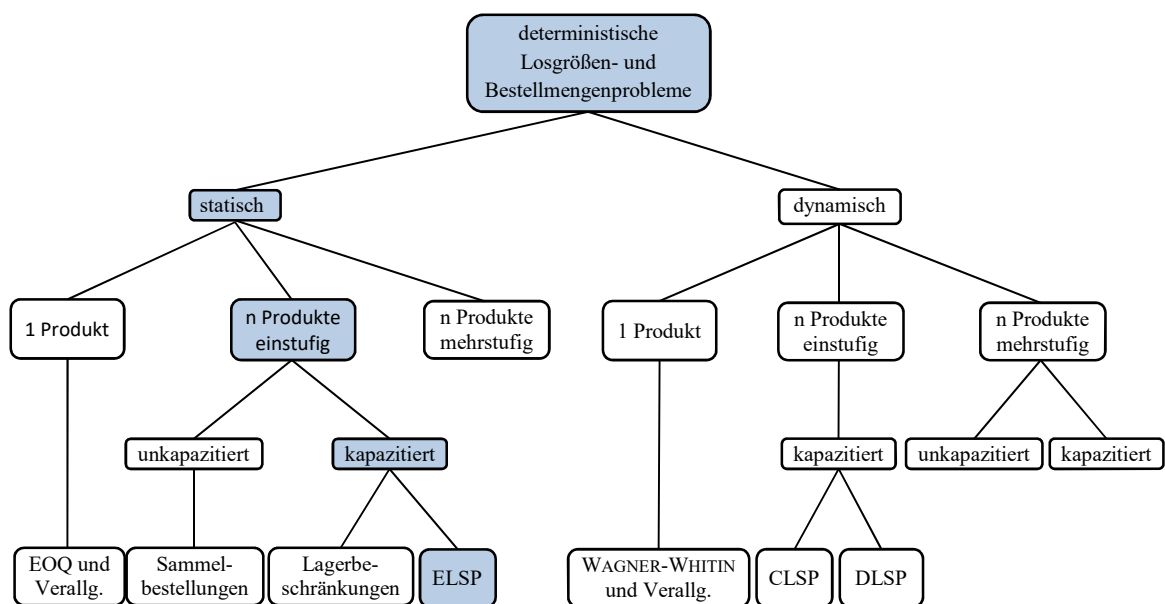 deterministische
Losgrößen- und
Bestellmengenprobleme
statisch
dynamisch
1 Produkt
n Produkte
einstufig
n Produkte
mehrstufig
1 Produkt
n Produkte
einstufig
n Produkte
mehrstufig
unkapazitiert
kapazitiert
kapazitiert
unkapazitiert
kapazitiert
EOQ und
Verallg.
Sammel-
bestellungen
Lagerbe-
schränkungen
ELSP
WAGNER-WHITIN
und Verallg.
CLSP
DLSP